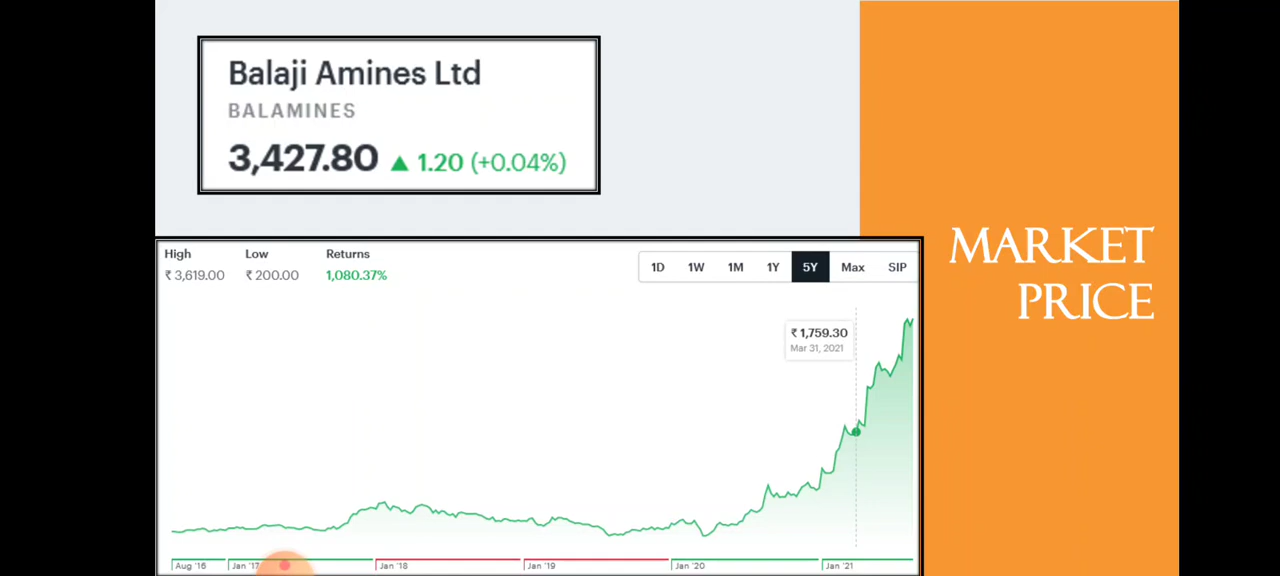 Balaji Amines Ltd
BALAMINES
3,427.80 ▲ 1.20 (+0.04%)
MARKET
PRICE
High Low Returns
₹ 3,619.00 ₹ 200.00 1,080.37%
1D 1W 1M 1Y 5Y Max SIP
₹ 1,759.30
Mar 31, 2021
Aug '16 Jan '17 Jan '18 Jan '19 Jan '20 Jan '21